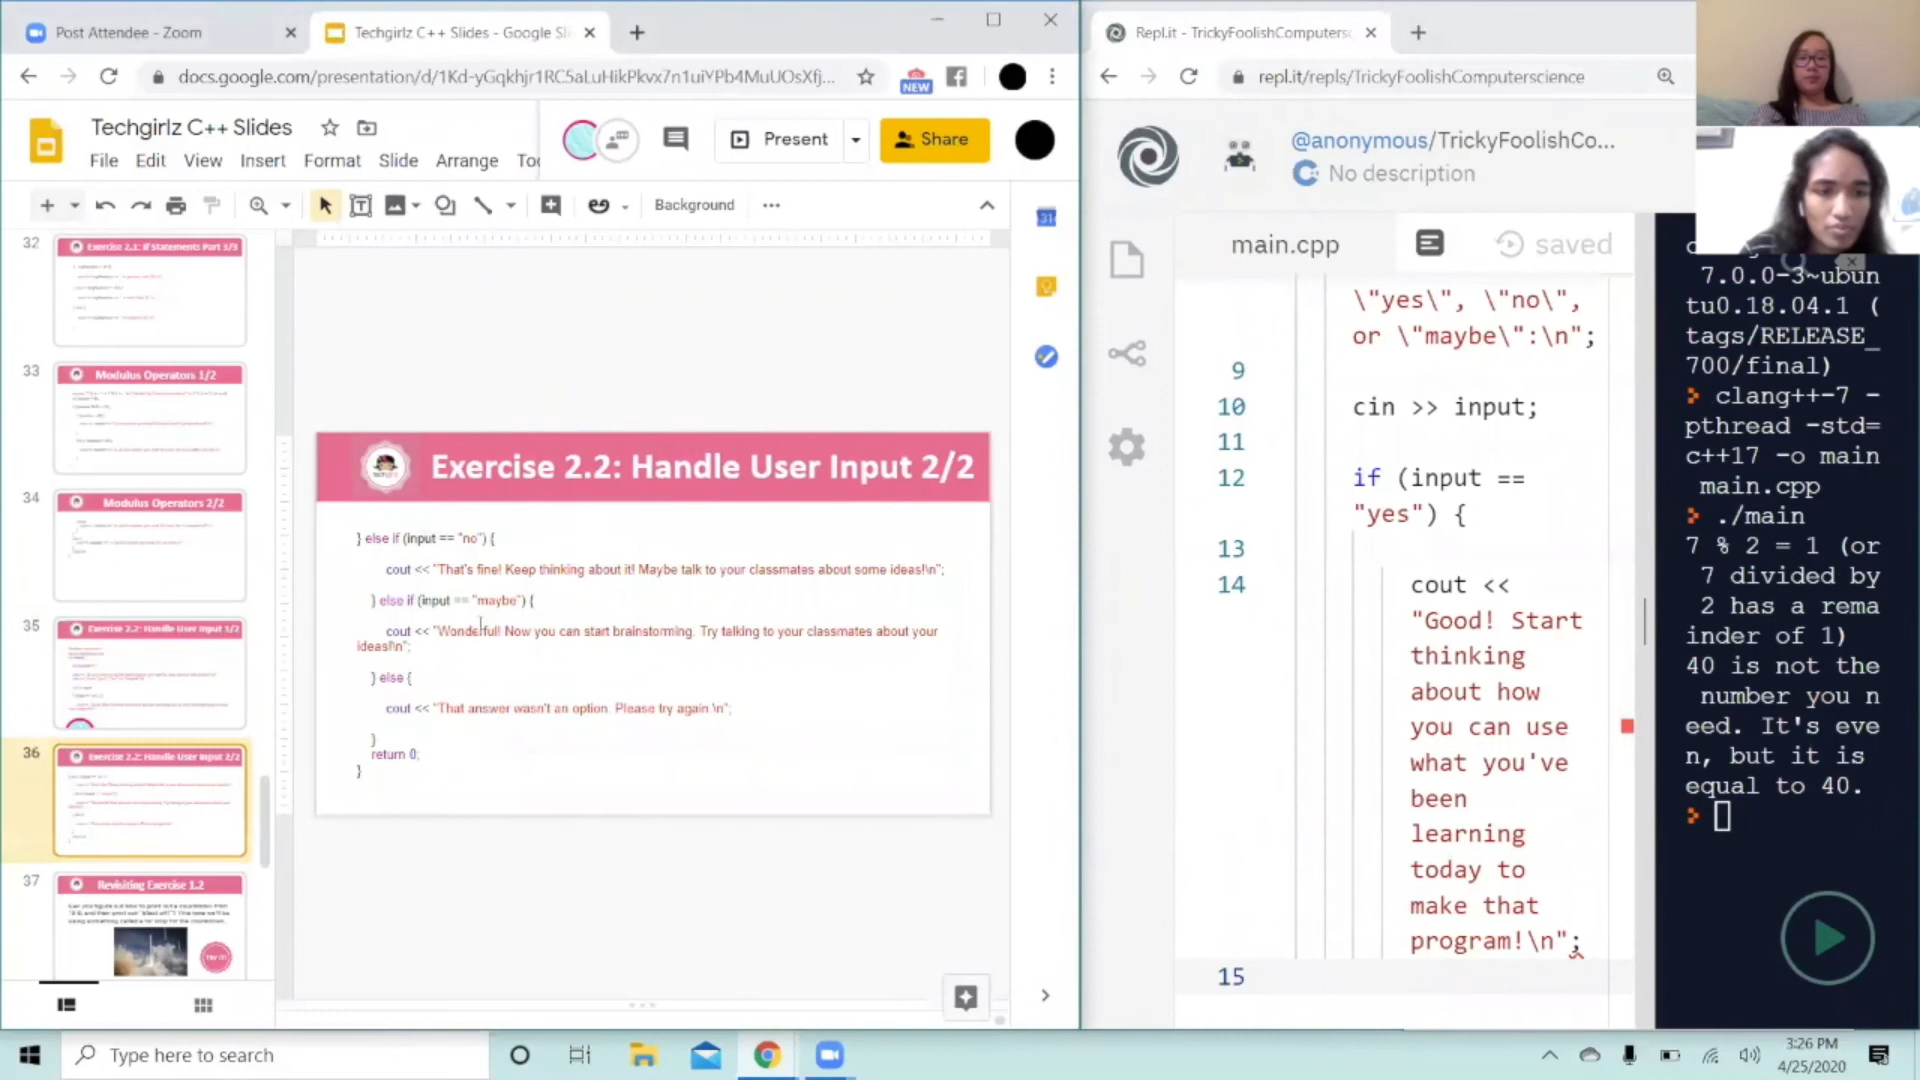 Post Attendee - Zoom
Techgirlz C++ Slides - Google Sli
docs.google.com/presentation/d/1Kd-yGqkhjr1RC5aLuHikPkvx7n1uiYPb4MuUOsXfj...
NEW
Techgirlz C++ Slides
Present
Share
File Edit View Insert Format Slide Arrange Too
Background
31
32
Exercise 2.1: If Statements Part 3/3
33
Modulus Operators 1/2
34
Modulus Operators 2/2
35
Exercise 2.2: Handle User Input 1/2
36
Exercise 2.2: Handle User Input 2/2
37
Revisiting Exercise 1.2
Exercise 2.2: Handle User Input 2/2
} else if (input == "no") {
cout << "That's fine! Keep thinking about it! Maybe talk to your classmates about some ideas!\n";
} else if (input == "maybe") {
cout << "Wonderful! Now you can start brainstorming. Try talking to your classmates about your
ideas!\n";
} else {
cout << "That answer wasn't an option. Please try again.\n";
}
return 0;
}
Repl.it - TrickyFoolishComputersc
repl.it/repls/TrickyFoolishComputerscience
@anonymous/TrickyFoolishCo...
No description
main.cpp
saved
\"yes\", \"no\",
or \"maybe\":\n";
9
10 cin >> input;
11
12 if (input ==
"yes") {
13
14 cout <<
"Good! Start
thinking
about how
you can use
what you've
been
learning
today to
make that
program!\n";
15
7.0.0-3~ubun
tu0.18.04.1 (
tags/RELEASE_
700/final)
clang++-7 -
pthread -std=
c++17 -o main
main.cpp
./main
7 % 2 = 1 (or
7 divided by
2 has a rema
inder of 1)
40 is not the
number you n
eed. It's eve
n, but it is
equal to 40.
Type here to search
3:26 PM
4/25/2020